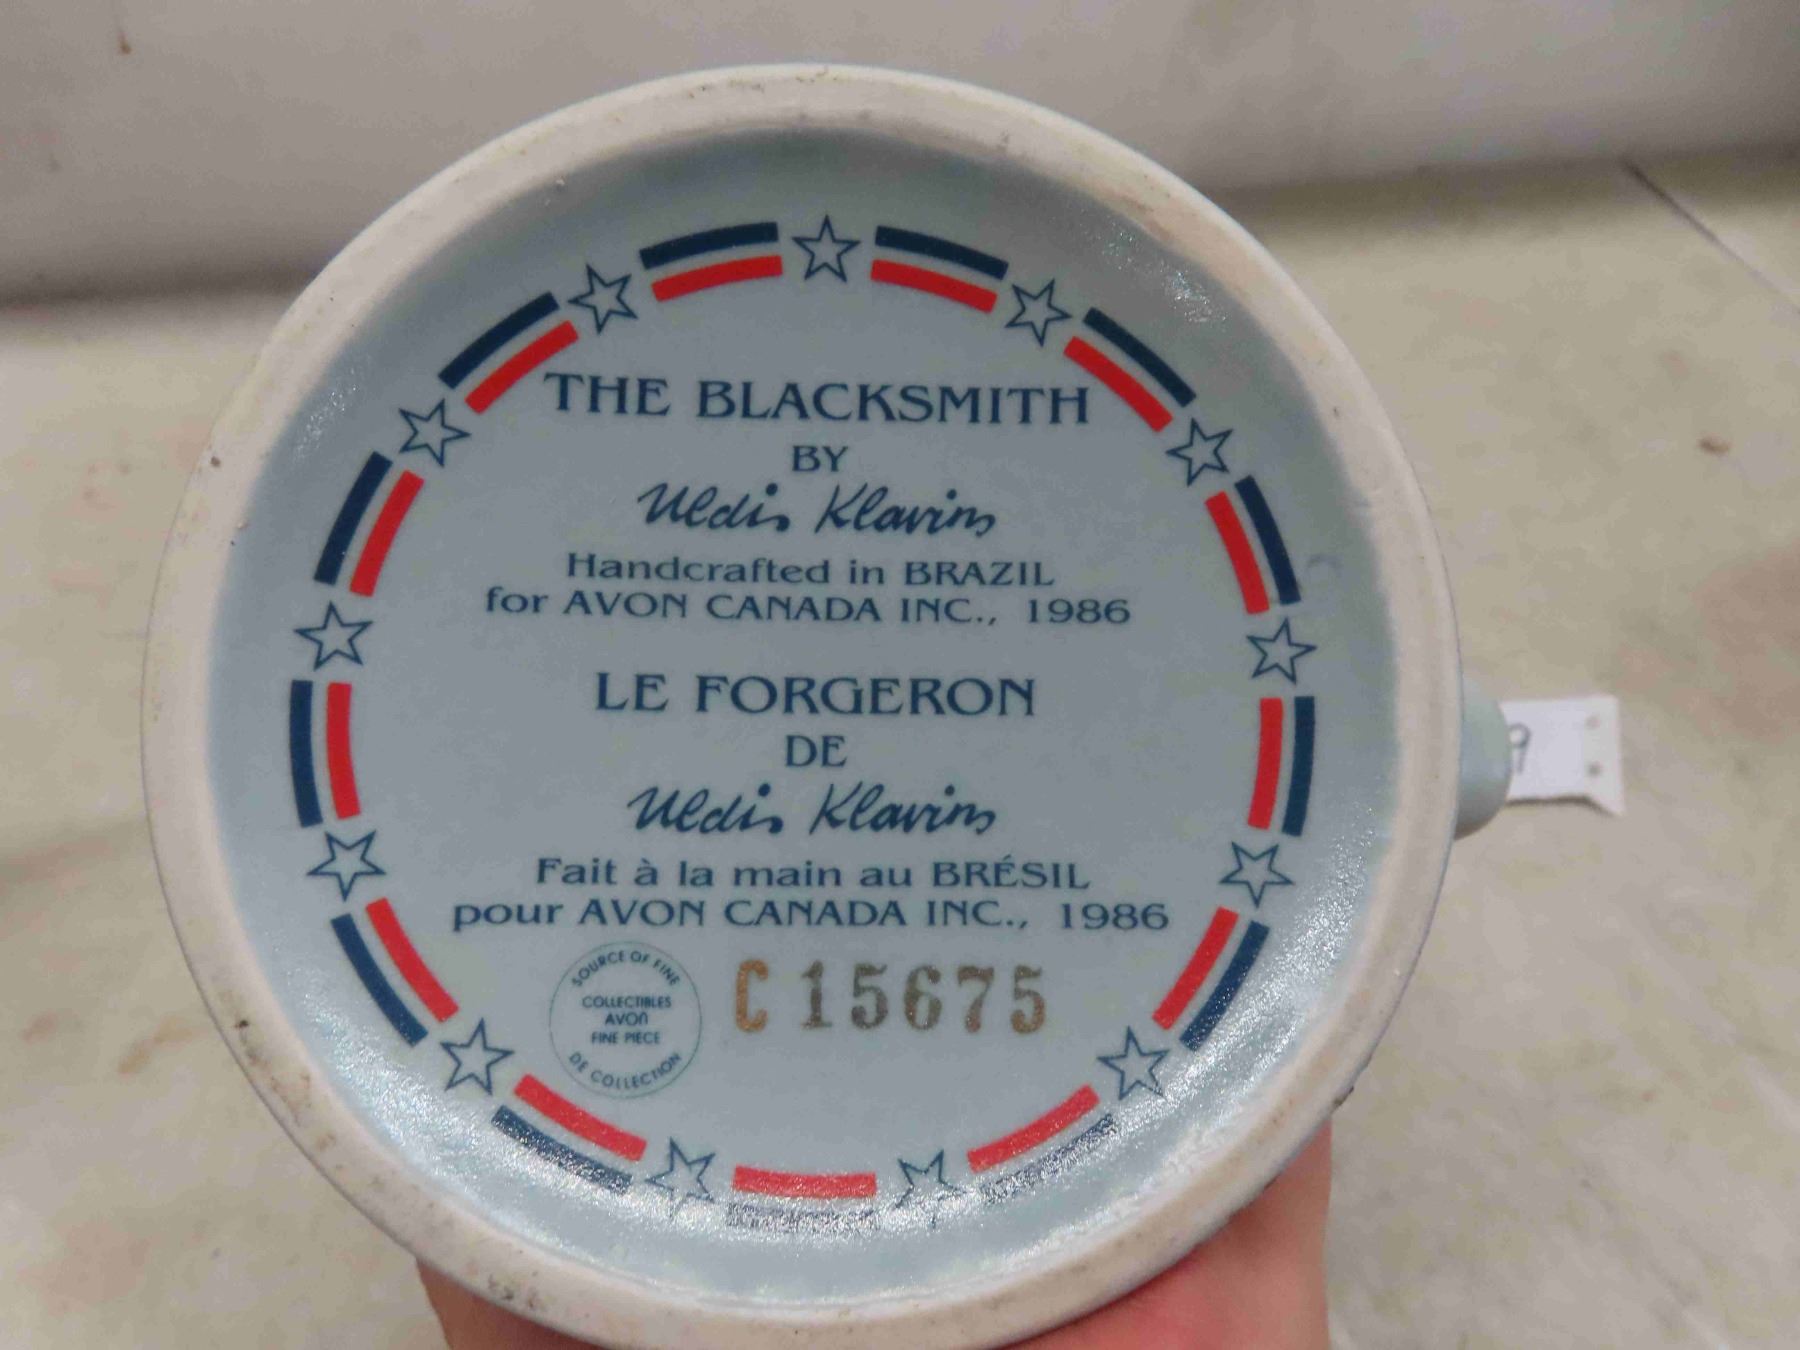 THE BLACKSMITH
BY
Uldis Klavins
Handcrafted in BRAZIL
for AVON CANADA INC., 1986
LE FORGERON
DE
Uldis Klavins
Fait à la main au BRÉSIL
pour AVON CANADA INC., 1986
SOURCE OF FINE
COLLECTIBLES
AVON
FINE PIECE
DE COLLECTION
C 15675
9